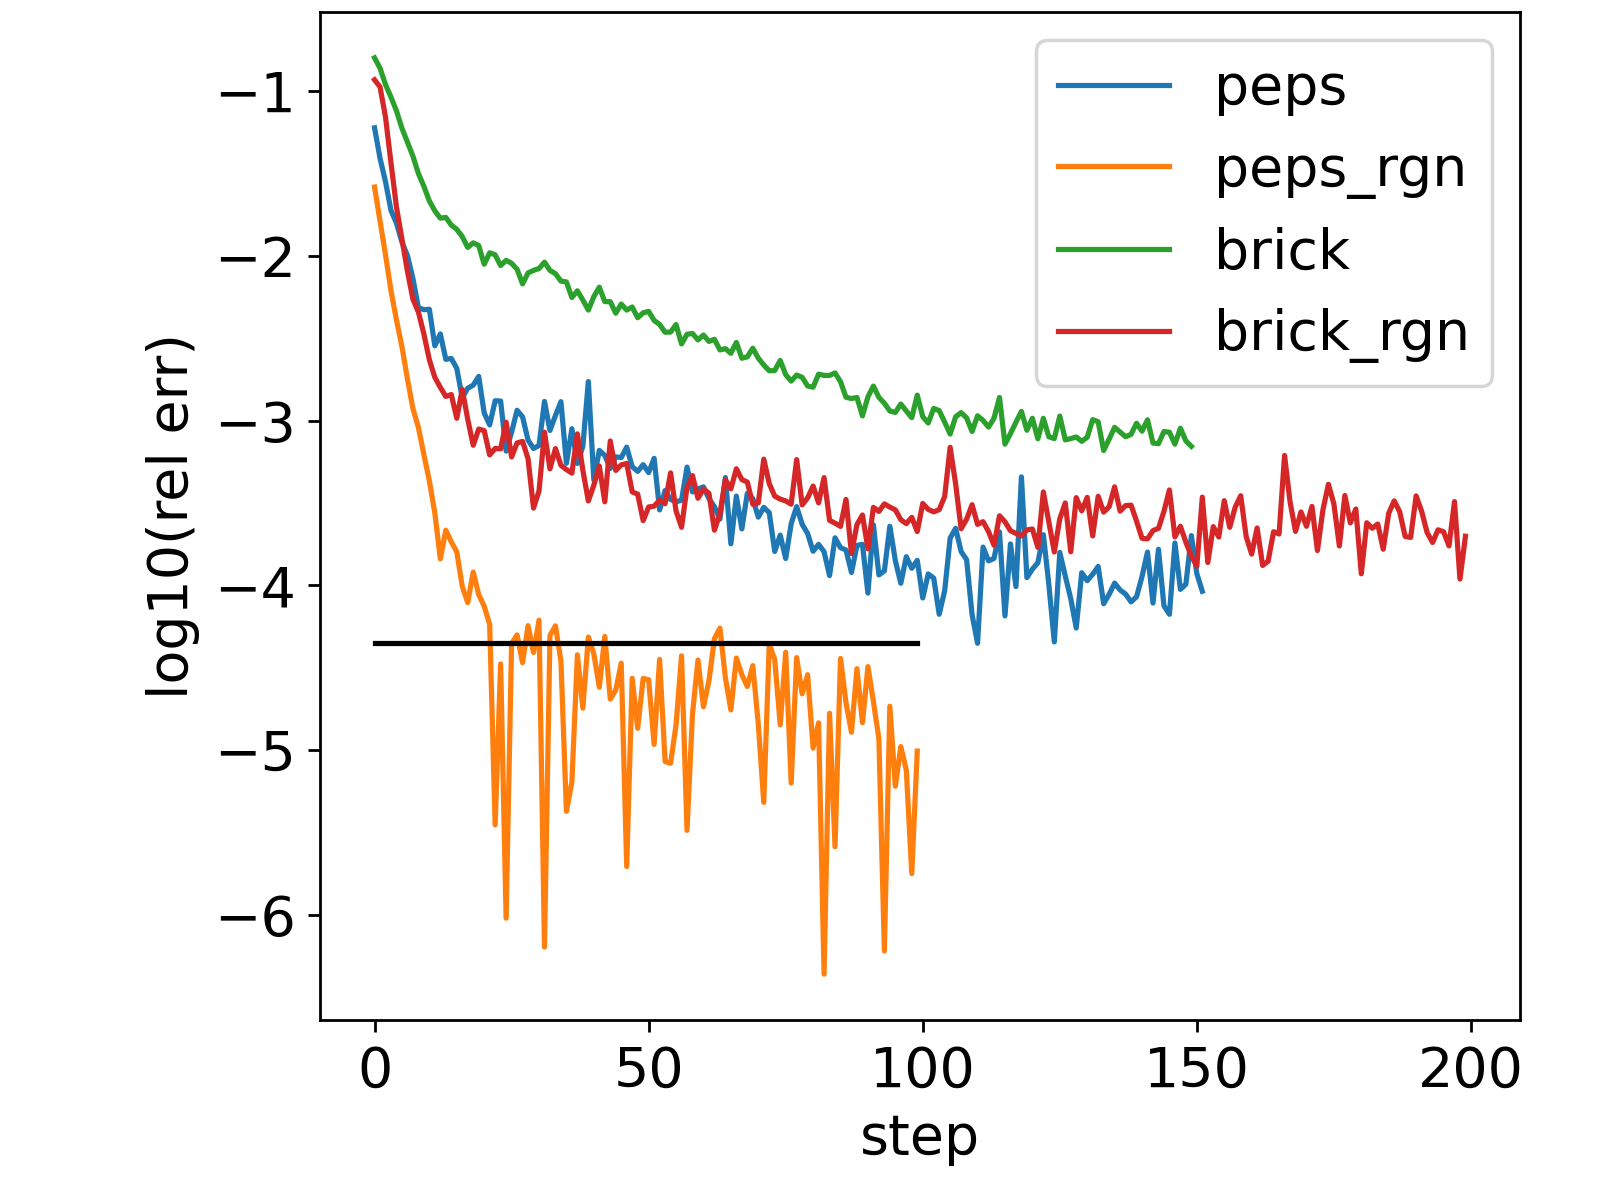 peps
peps_rgn
brick
brick_rgn
log10(rel err)
−1
−2
−3
−4
−5
−6
0 50 100 150 200
step